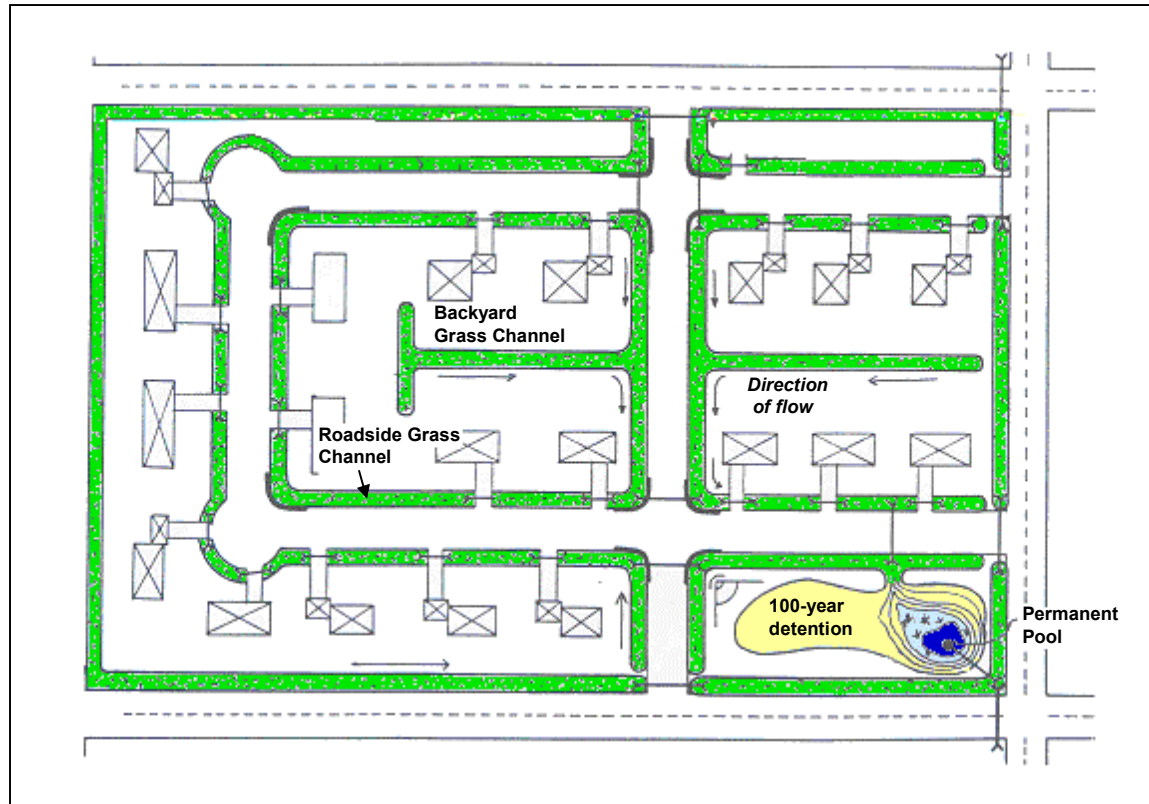 Backyard
Grass Channel
Direction
of flow
Roadside Grass
Channel
100-year
detention
Permanent
Pool